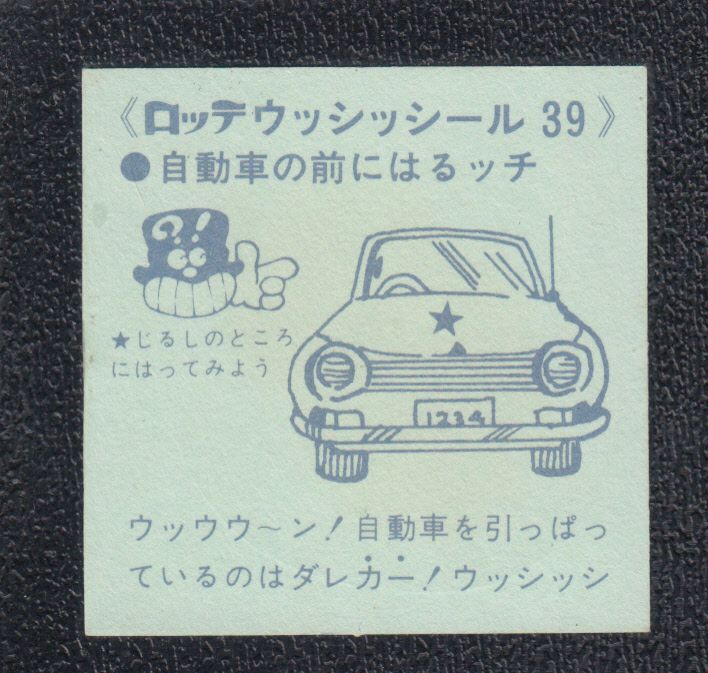 《ロッテウッシッシール 39》
●自動車の前にはるッチ
?!
★じるしのところ
にはってみよう
1234
ウッウウ〜ン!自動車を引っぱっ
ているのはダレカー!ウッシッシ